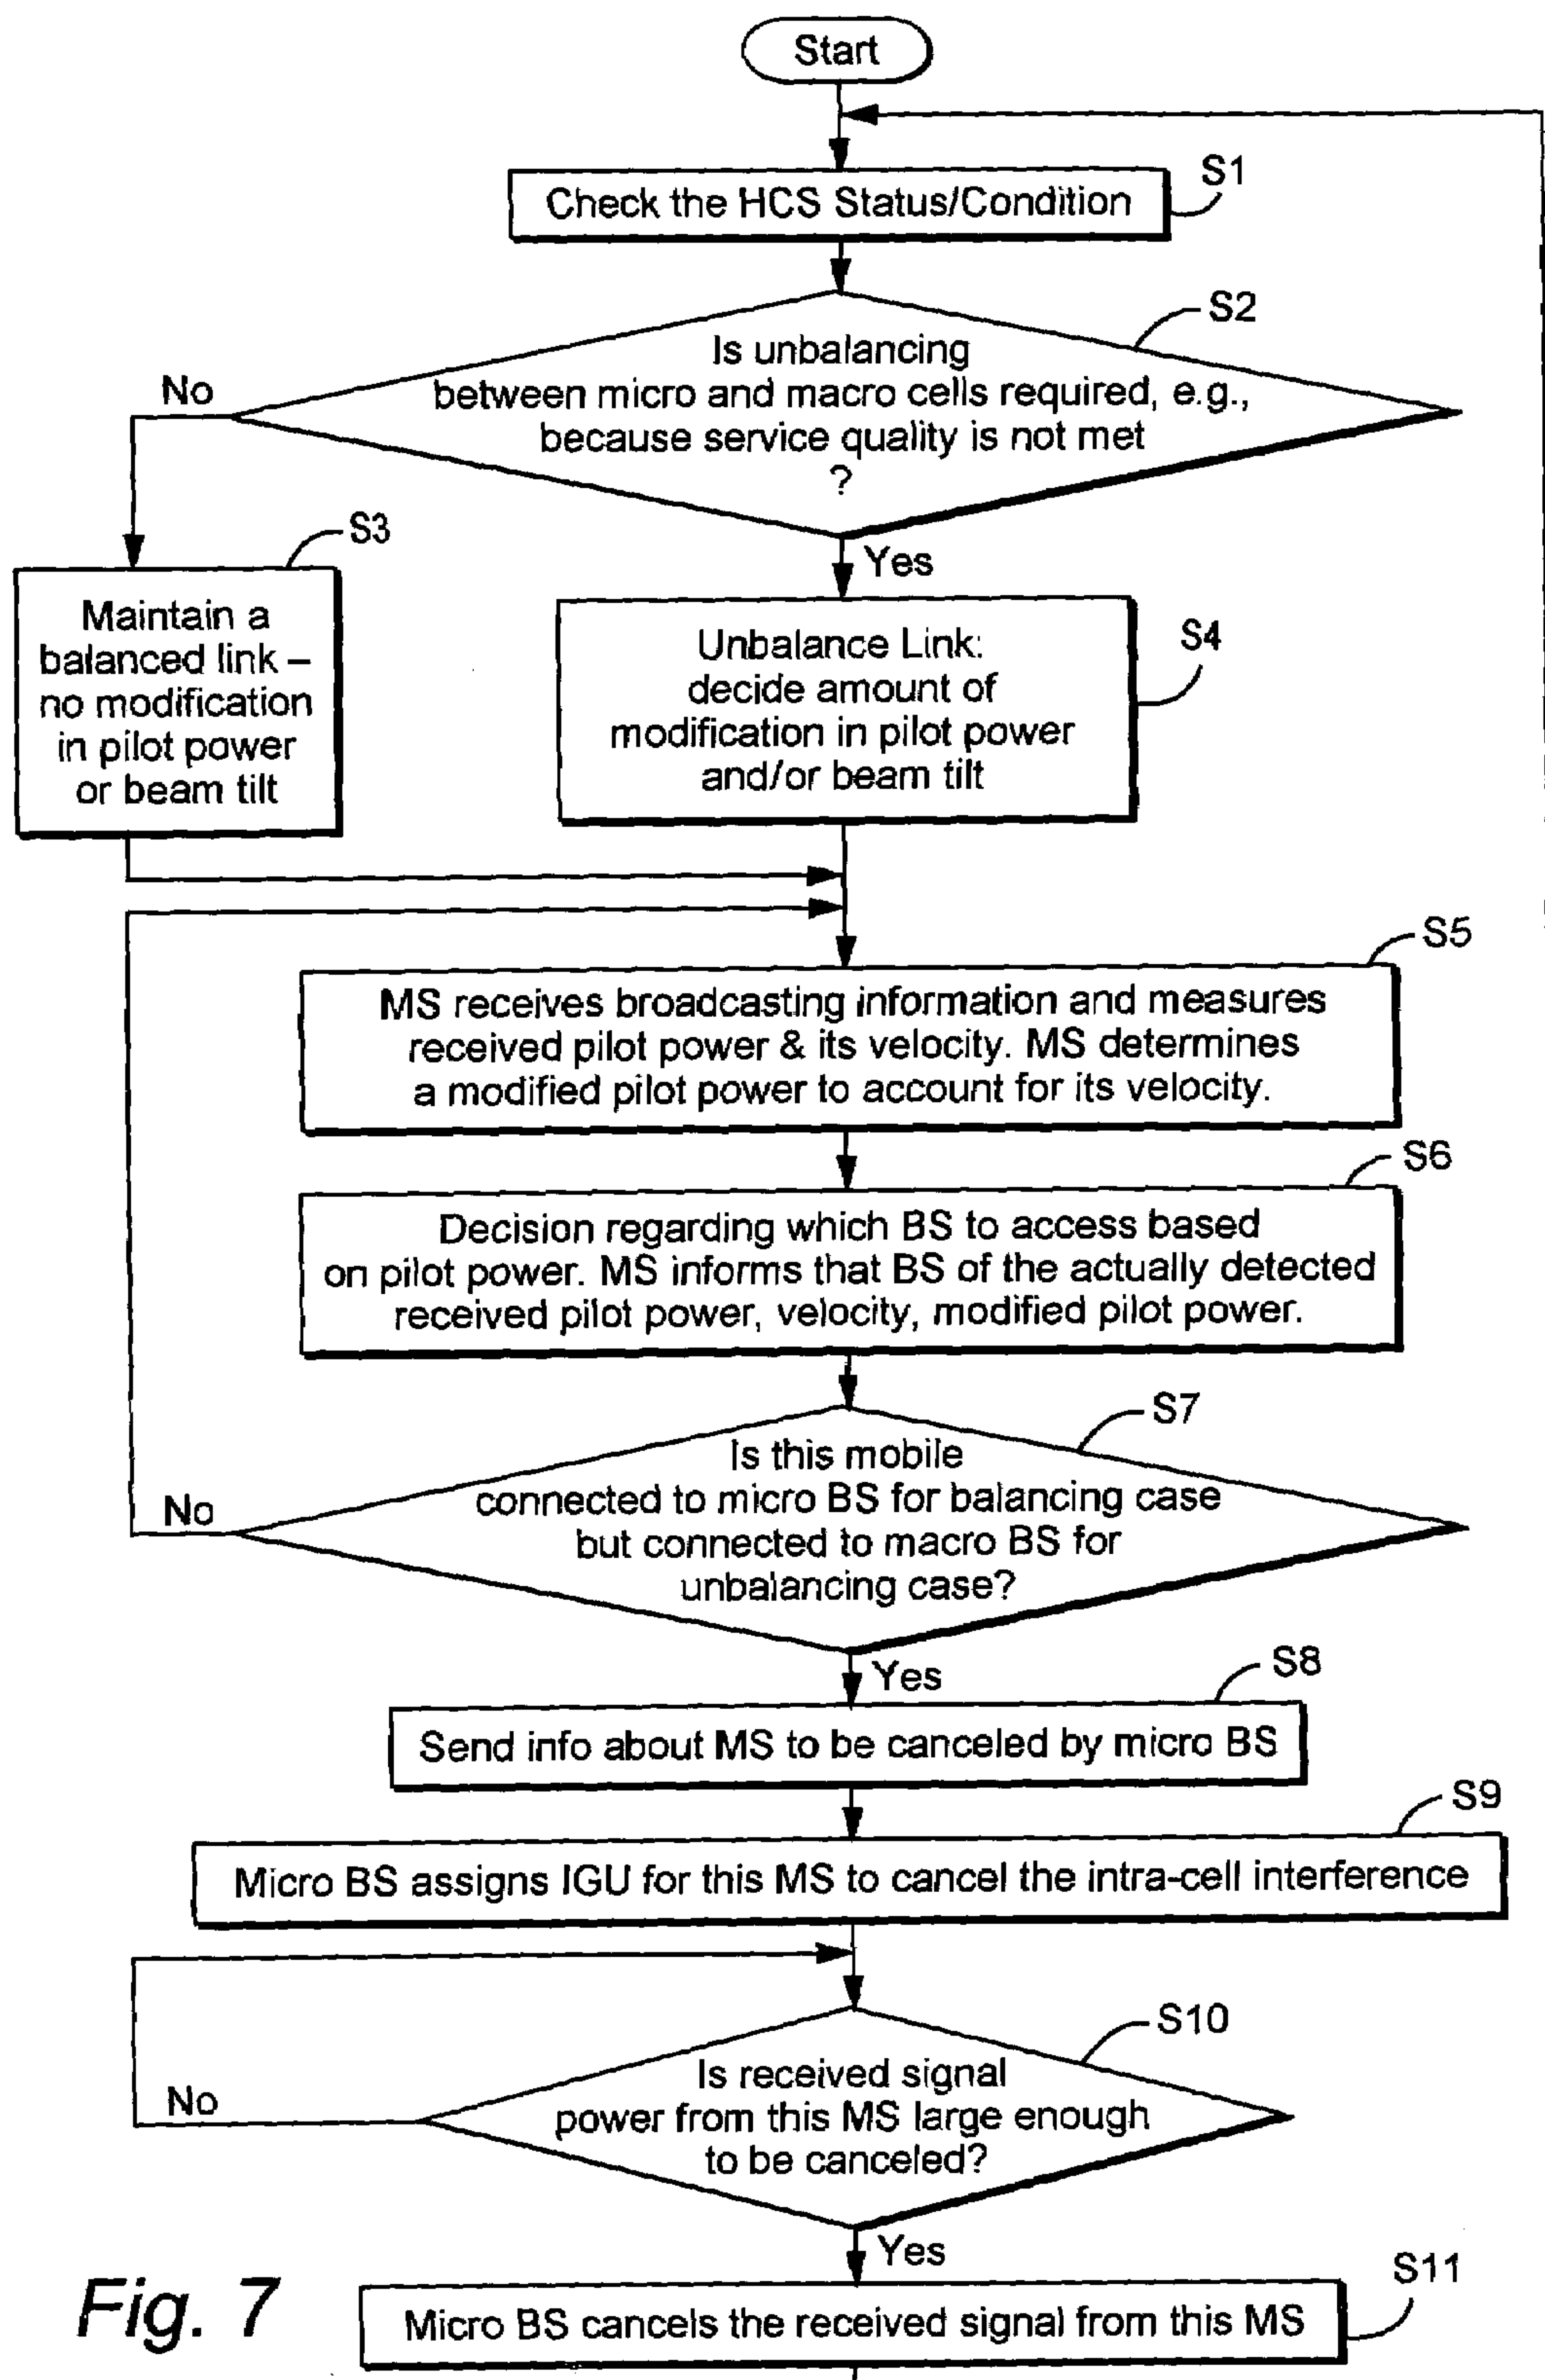 Start
S1
Check the HCS Status/Condition
S2
Is unbalancing
between micro and macro cells required, e.g.,
because service quality is not met
?
No
Yes
S3
Maintain a
balanced link –
no modification
in pilot power
or beam tilt
S4
Unbalance Link:
decide amount of
modification in pilot power
and/or beam tilt
S5
MS receives broadcasting information and measures
received pilot power & its velocity. MS determines
a modified pilot power to account for its velocity.
S6
Decision regarding which BS to access based
on pilot power. MS informs that BS of the actually detected
received pilot power, velocity, modified pilot power.
S7
Is this mobile
connected to micro BS for balancing case
but connected to macro BS for
unbalancing case?
No
Yes
S8
Send info about MS to be canceled by micro BS
S9
Micro BS assigns IGU for this MS to cancel the intra-cell interference
S10
Is received signal
power from this MS large enough
to be canceled?
No
Yes
S11
Micro BS cancels the received signal from this MS
Fig. 7